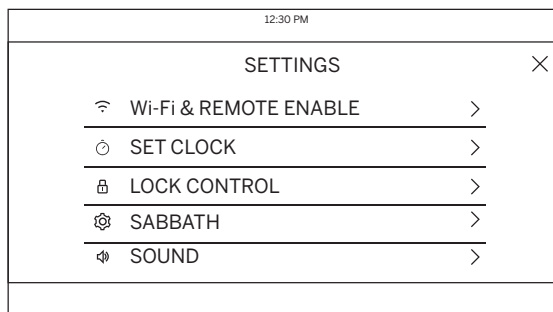 12:30 PM
SETTINGS
Wi-Fi & REMOTE ENABLE
SET CLOCK
LOCK CONTROL
SABBATH
SOUND